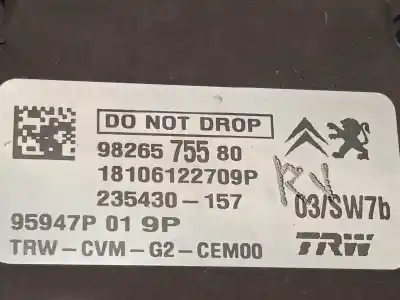 DO NOT DROP
98265 755 80
18106122709P
235430-157
03/SW7b
95947P 01 9P
TRW-CVM-G2-CEM00
TRW